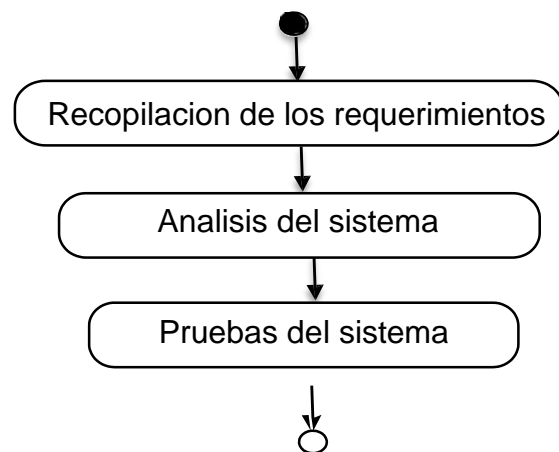 Recopilacion de los requerimientos
Analisis del sistema
Pruebas del sistema